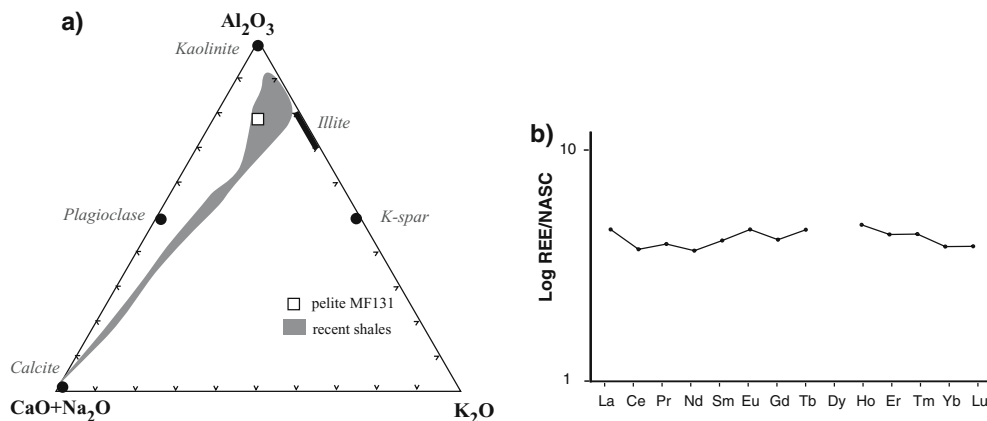 a)
Al2O3
Kaolinite
Illite
Plagioclase
K-spar
pelite MF131
recent shales
Calcite
CaO+Na2O
K2O
b)
10
Log REE/NASC
1
La Ce Pr Nd Sm Eu Gd Tb Dy Ho Er Tm Yb Lu